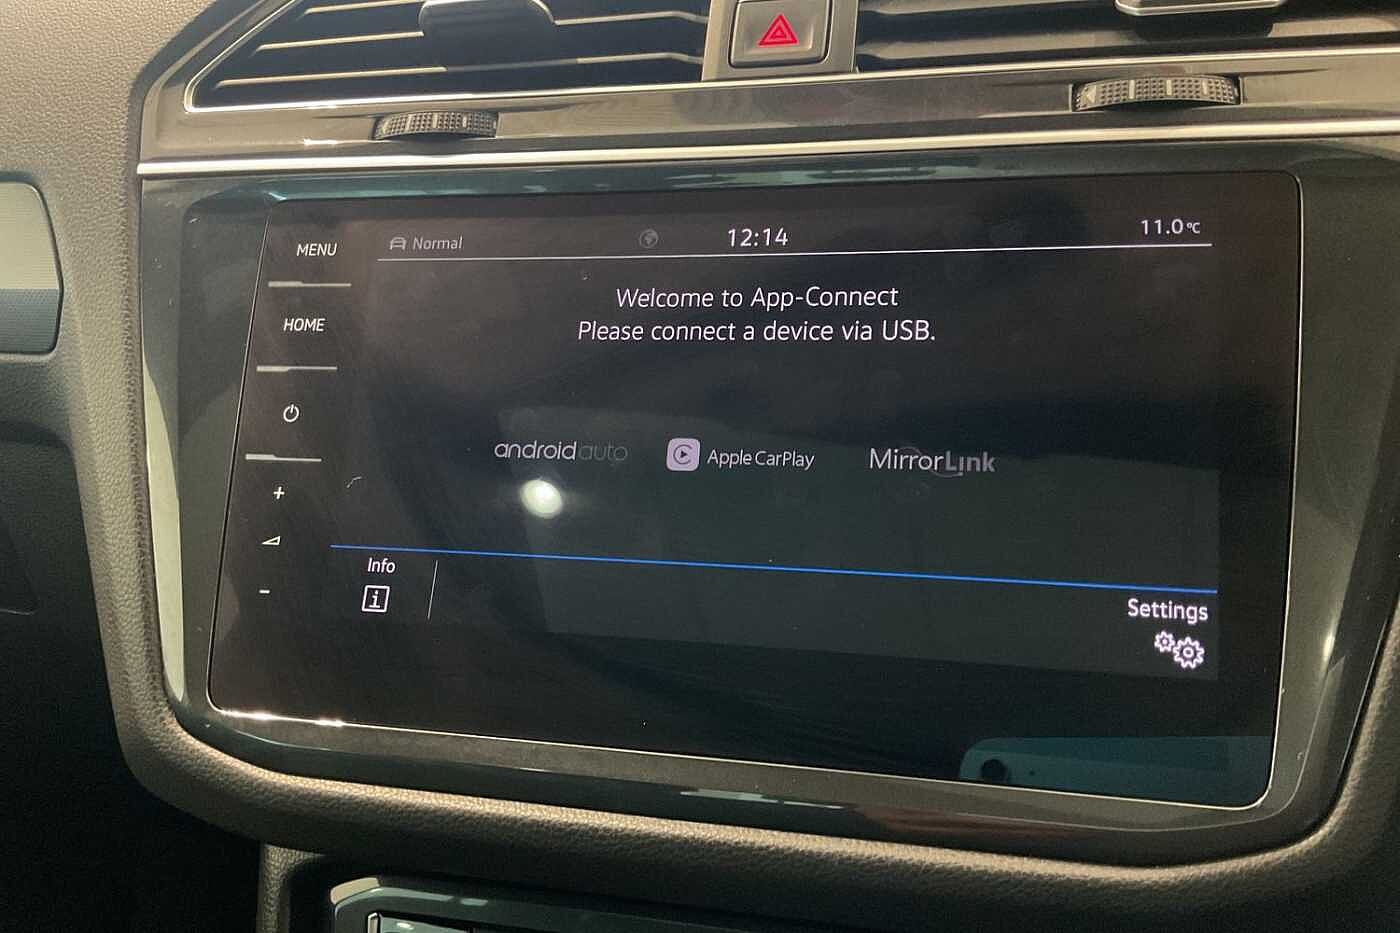 MENU
Normal
12:14
11.0°C
HOME
Welcome to App-Connect
Please connect a device via USB.
androidauto
Apple CarPlay
MirrorLink
+
-
Info
i
Settings